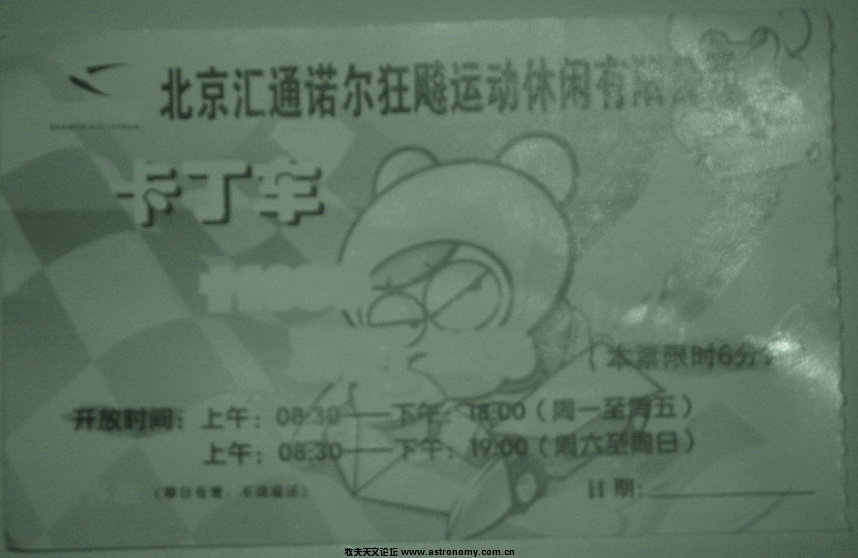 北京汇通诺尔狂飚运动休闲有限公司
卡丁车
(本票限时6分
开放时间：上午：08:30——下午：18:00（周一至周五）
上午：08:30——下午：19:00（周六至周日）
日期：
牧夫天文论坛 www.astronomy.com.cn